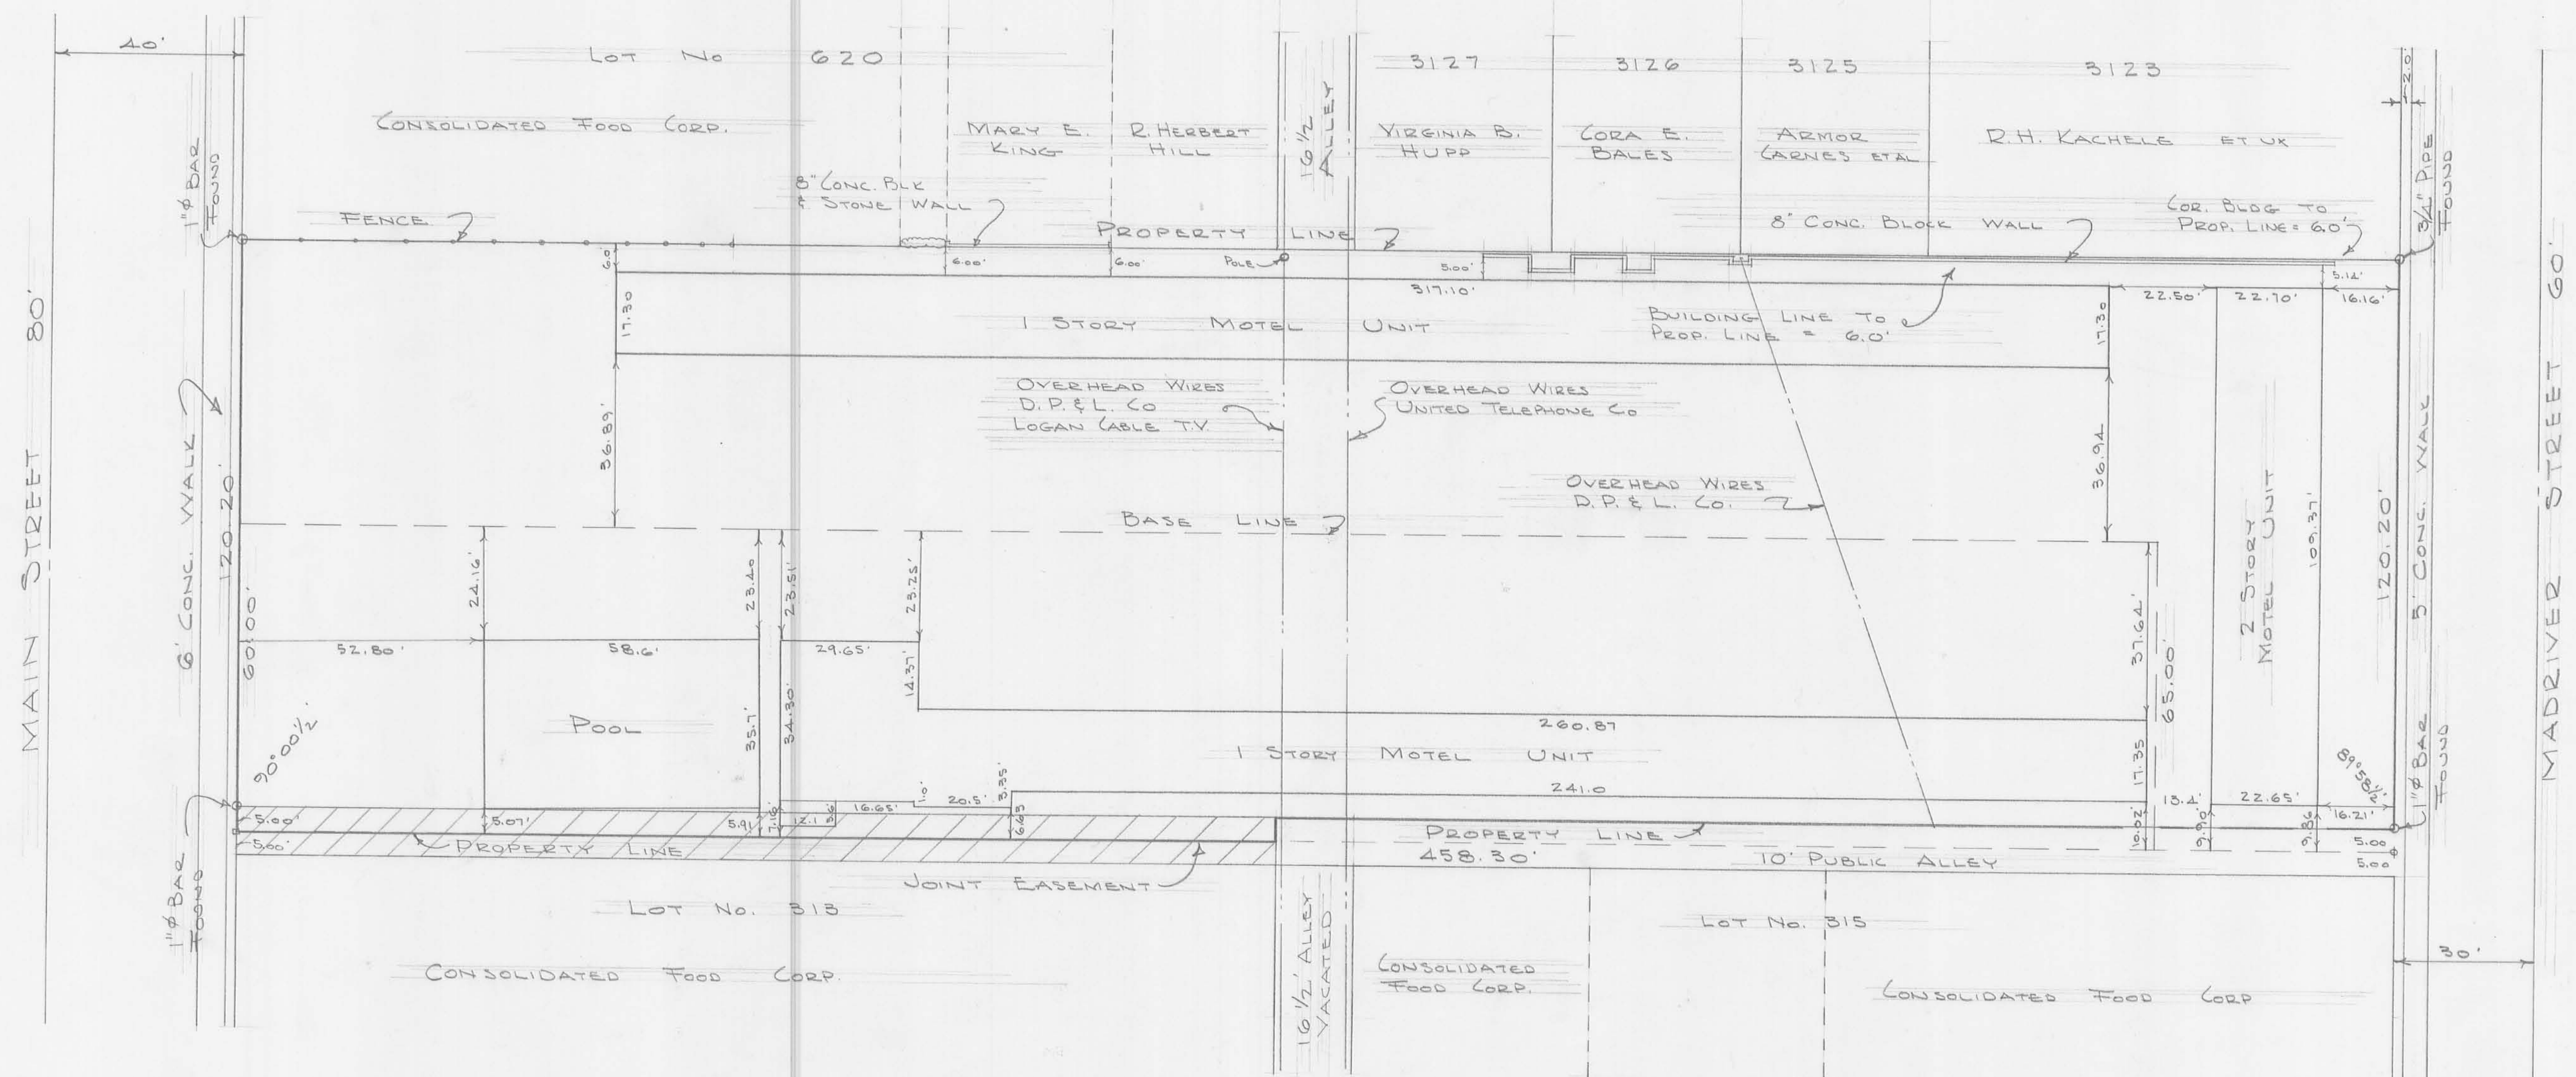 40'
LOT No 620
3127
3126
3125
3123
2.0'
CONSOLIDATED FOOD CORP.
MARY E.
KING
R. HERBERT
HILL
16 1/2
ALLEY
VIRGINIA B.
HUPP
CORA E.
BALES
ARMOR
CARNES ET AL
R.H. KACHELE ET UX
1"Ø BAR
FOUND
3/4" PIPE
FOUND
8" CONC. BLK
& STONE WALL
FENCE
PROPERTY LINE
8" CONC. BLOCK WALL
COR. BLDG TO
PROP. LINE = 6.0'
6.0'
6.00'
6.00'
POLE
5.00'
5.14'
317.10'
22.50'
22.70'
16.16'
17.30
1 STORY MOTEL UNIT
BUILDING LINE TO
PROP. LINE = 6.0'
17.30
MAIN STREET 80'
6' CONC. WALK
120.20'
36.89'
OVERHEAD WIRES
D.P. & L. CO
LOGAN CABLE T.V.
OVERHEAD WIRES
UNITED TELEPHONE CO
36.94
OVERHEAD WIRES
D.P. & L. CO.
BASE LINE
2 STORY
MOTEL UNIT
109.37'
120.20'
5' CONC. WALK
MADRIVER STREET 60'
60.00'
24.16'
23.40
23.51'
23.25'
37.64'
65.00'
52.80'
58.6'
29.65'
14.37'
POOL
35.7'
34.30'
260.87
1 STORY MOTEL UNIT
17.35
90°00 1/2'
89°58 1/2'
1"Ø BAR
FOUND
241.0
3.35'
1.0'
20.5'
16.65'
12.1
5.6'
7.16'
5.91
5.07'
5.00'
6.63
13.4'
22.65'
16.21'
10.02'
9.90'
9.86
5.00
5.00
5.00'
PROPERTY LINE
PROPERTY LINE
458.30'
10' PUBLIC ALLEY
JOINT EASEMENT
1"Ø BAR
FOUND
LOT No. 313
LOT No. 315
16 1/2' ALLEY
VACATED
CONSOLIDATED FOOD CORP.
CONSOLIDATED
FOOD CORP.
CONSOLIDATED FOOD CORP
30'